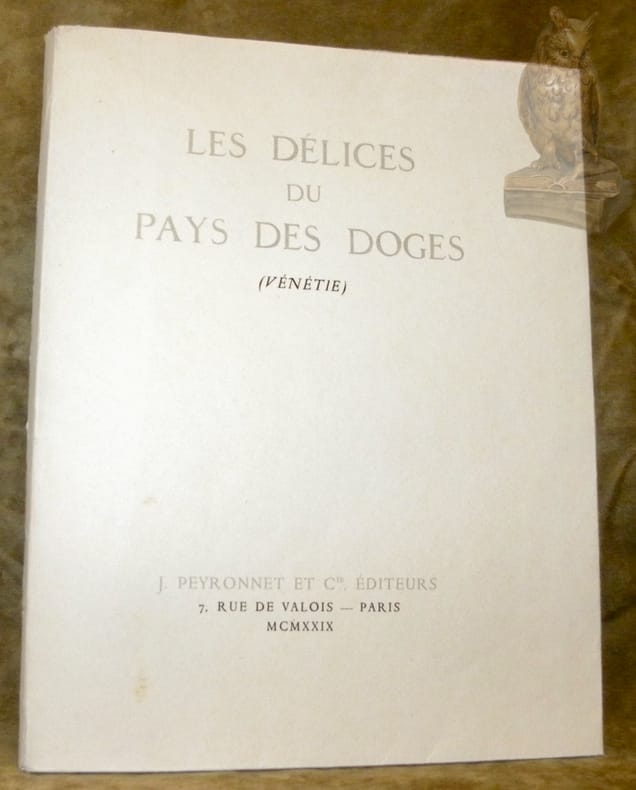 LES DÉLICES
DU
PAYS DES DOGES
(VÉNÉTIE)
J. PEYRONNET ET Cie, ÉDITEURS
7, RUE DE VALOIS — PARIS
MCMXXIX